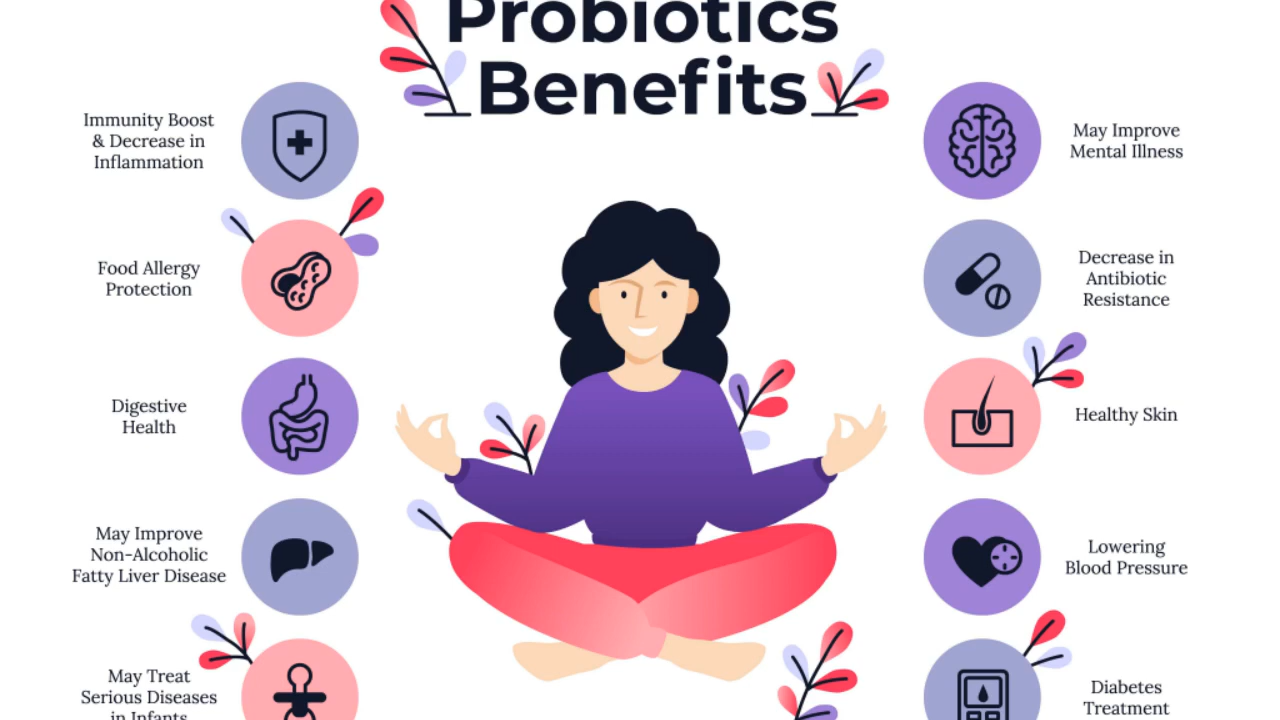 Probiotics
Benefits
Immunity Boost
& Decrease in
Inflammation
Food Allergy
Protection
Digestive
Health
May Improve
Non-Alcoholic
Fatty Liver Disease
May Treat
Serious Diseases
in Infants
May Improve
Mental Illness
Decrease in
Antibiotic
Resistance
Healthy Skin
Lowering
Blood Pressure
Diabetes
Treatment